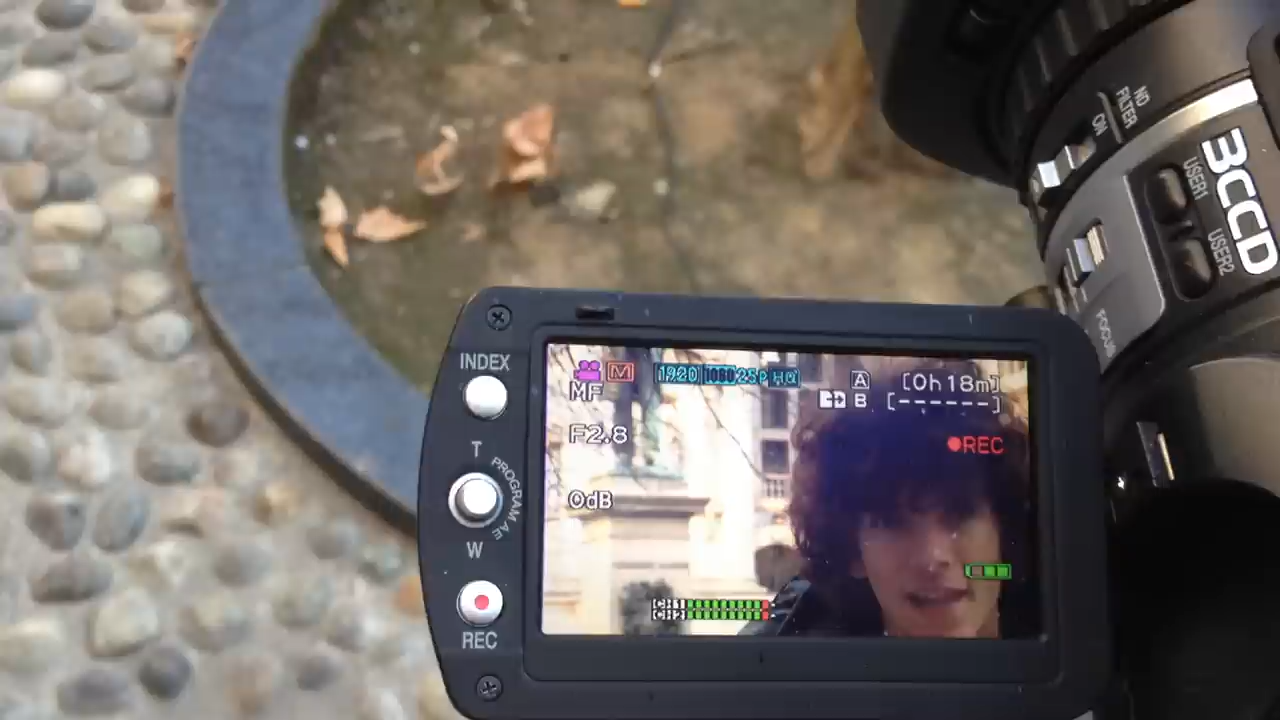 ND
FILTER
ON
3CCD
USER1
USER2
FOCUS
INDEX
T
PROGRAM AE
W
REC
M
1920 1080 25P HQ
A [0h18m]
MF
B [------]
F2.8
●REC
0dB
CH1
CH2